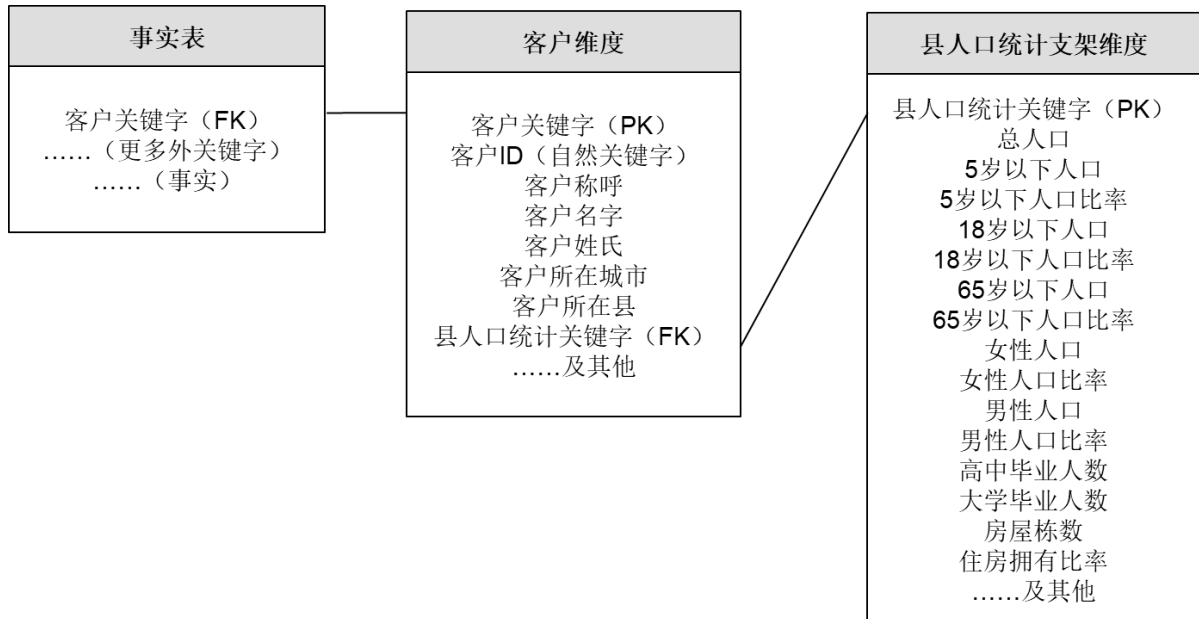 事实表
客户关键字（FK）
……（更多外关键字）
……（事实）
客户维度
客户关键字（PK）
客户ID（自然关键字）
客户称呼
客户名字
客户姓氏
客户所在城市
客户所在县
县人口统计关键字（FK）
……及其他
县人口统计支架维度
县人口统计关键字（PK）
总人口
5岁以下人口
5岁以下人口比率
18岁以下人口
18岁以下人口比率
65岁以下人口
65岁以下人口比率
女性人口
女性人口比率
男性人口
男性人口比率
高中毕业人数
大学毕业人数
房屋栋数
住房拥有比率
……及其他